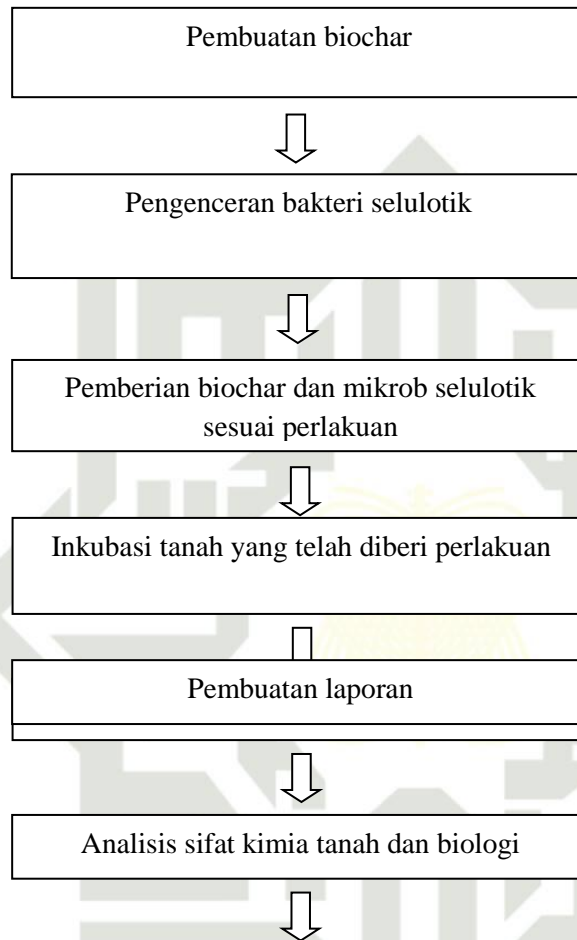 Pembuatan biochar
Pengenceran bakteri selulotik
Pemberian biochar dan mikrob selulotik
sesuai perlakuan
Inkubasi tanah yang telah diberi perlakuan
Pembuatan laporan
Analisis sifat kimia tanah dan biologi